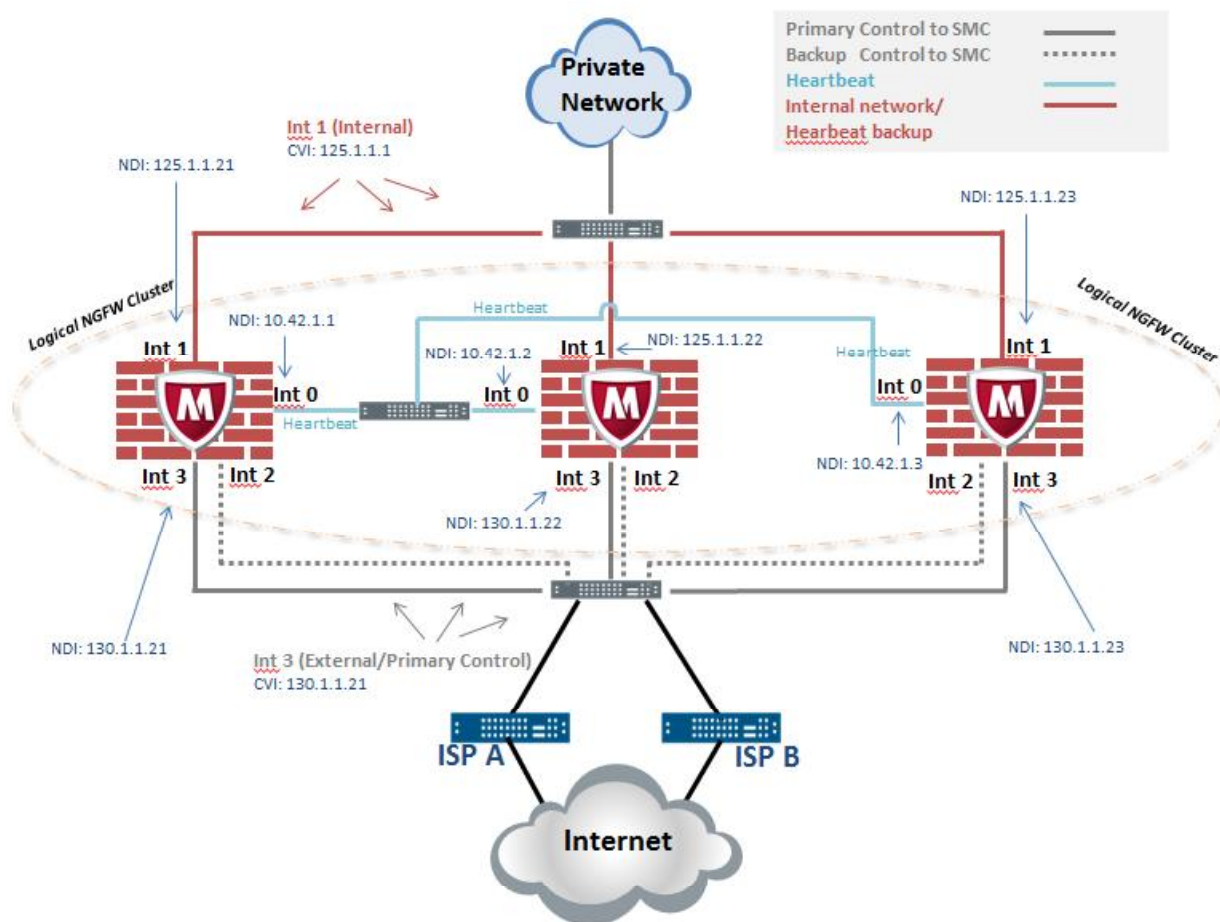 Primary Control to SMC
Backup Control to SMC
Heartbeat
Internal network/
Hearbeat backup
Private
Network
Int 1 (Internal)
CVI: 125.1.1.1
NDI: 125.1.1.21
NDI: 125.1.1.23
Logical NGFW Cluster
Logical NGFW Cluster
Heartbeat
NDI: 10.42.1.1
NDI: 10.42.1.2
NDI: 125.1.1.22
Heartbeat
Int 1
Int 1
Int 1
Int 0
Int 0
Int 0
M
M
M
Heartbeat
NDI: 10.42.1.3
Int 3
Int 2
Int 3
Int 2
Int 2
Int 3
NDI: 130.1.1.22
NDI: 130.1.1.21
NDI: 130.1.1.23
Int 3 (External/Primary Control)
CVI: 130.1.1.21
ISP A
ISP B
Internet